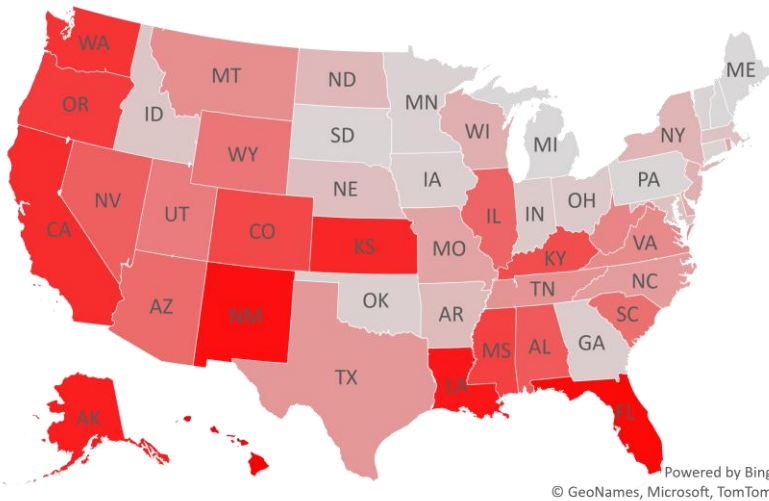 WA
ME
MT
ND
MN
OR
ID
SD
WI
MI
NY
WY
IA
PA
NE
NV
UT
IL
IN
OH
CA
CO
KS
MO
KY
VA
AZ
NM
OK
AR
TN
NC
SC
MS
AL
GA
TX
LA
AK
FL
Powered by Bing
© GeoNames, Microsoft, TomTom